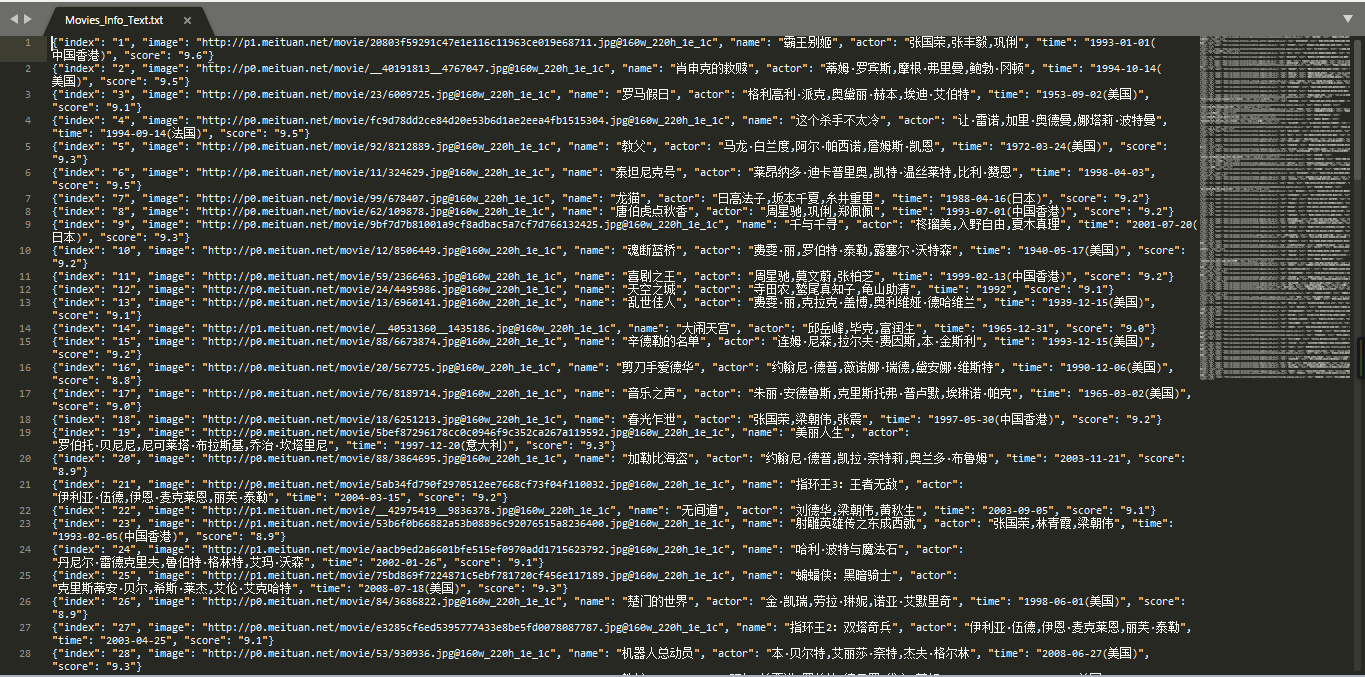 Movies_Info_Text.txt
1 {"index": "1", "image": "http://p1.meituan.net/movie/20803f59291c47e1e116c11963ce019e68711.jpg@160w_220h_1e_1c", "name": "霸王别姬", "actor": "张国荣,张丰毅,巩俐", "time": "1993-01-01(
中国香港)", "score": "9.6"}
2 {"index": "2", "image": "http://p0.meituan.net/movie/__40191813__4767047.jpg@160w_220h_1e_1c", "name": "肖申克的救赎", "actor": "蒂姆·罗宾斯,摩根·弗里曼,鲍勃·冈顿", "time": "1994-10-14(
美国)", "score": "9.5"}
3 {"index": "3", "image": "http://p0.meituan.net/movie/23/6009725.jpg@160w_220h_1e_1c", "name": "罗马假日", "actor": "格利高利·派克,奥黛丽·赫本,埃迪·艾伯特", "time": "1953-09-02(美国)",
"score": "9.1"}
4 {"index": "4", "image": "http://p0.meituan.net/movie/fc9d78dd2ce84d20e53b6d1ae2eea4fb1515304.jpg@160w_220h_1e_1c", "name": "这个杀手不太冷", "actor": "让·雷诺,加里·奥德曼,娜塔莉·波特曼",
"time": "1994-09-14(法国)", "score": "9.5"}
5 {"index": "5", "image": "http://p0.meituan.net/movie/92/8212889.jpg@160w_220h_1e_1c", "name": "教父", "actor": "马龙·白兰度,阿尔·帕西诺,詹姆斯·凯恩", "time": "1972-03-24(美国)", "score":
"9.3"}
6 {"index": "6", "image": "http://p0.meituan.net/movie/11/324629.jpg@160w_220h_1e_1c", "name": "泰坦尼克号", "actor": "莱昂纳多·迪卡普里奥,凯特·温丝莱特,比利·赞恩", "time": "1998-04-03",
"score": "9.5"}
7 {"index": "7", "image": "http://p0.meituan.net/movie/99/678407.jpg@160w_220h_1e_1c", "name": "龙猫", "actor": "日高法子,坂本千夏,糸井重里", "time": "1988-04-16(日本)", "score": "9.2"}
8 {"index": "8", "image": "http://p0.meituan.net/movie/62/109878.jpg@160w_220h_1e_1c", "name": "唐伯虎点秋香", "actor": "周星驰,巩俐,郑佩佩", "time": "1993-07-01(中国香港)", "score": "9.2"}
9 {"index": "9", "image": "http://p0.meituan.net/movie/9bf7d7b81001a9cf8adbac5a7cf7d766132425.jpg@160w_220h_1e_1c", "name": "千与千寻", "actor": "柊瑠美,入野自由,夏木真理", "time": "2001-07-20(
日本)", "score": "9.3"}
10 {"index": "10", "image": "http://p0.meituan.net/movie/12/8506449.jpg@160w_220h_1e_1c", "name": "魂断蓝桥", "actor": "费雯·丽,罗伯特·泰勒,露塞尔·沃特森", "time": "1940-05-17(美国)", "score":
"9.2"}
11 {"index": "11", "image": "http://p0.meituan.net/movie/59/2366463.jpg@160w_220h_1e_1c", "name": "喜剧之王", "actor": "周星驰,莫文蔚,张柏芝", "time": "1999-02-13(中国香港)", "score": "9.2"}
12 {"index": "12", "image": "http://p0.meituan.net/movie/24/4495986.jpg@160w_220h_1e_1c", "name": "天空之城", "actor": "寺田农,鹫尾真知子,龟山助清", "time": "1992", "score": "9.1"}
13 {"index": "13", "image": "http://p0.meituan.net/movie/13/6960141.jpg@160w_220h_1e_1c", "name": "乱世佳人", "actor": "费雯·丽,克拉克·盖博,奥利维娅·德哈维兰", "time": "1939-12-15(美国)",
"score": "9.1"}
14 {"index": "14", "image": "http://p1.meituan.net/movie/__40531360__1435186.jpg@160w_220h_1e_1c", "name": "大闹天宫", "actor": "邱岳峰,毕克,富润生", "time": "1965-12-31", "score": "9.0"}
15 {"index": "15", "image": "http://p0.meituan.net/movie/88/6673874.jpg@160w_220h_1e_1c", "name": "辛德勒的名单", "actor": "连姆·尼森,拉尔夫·费因斯,本·金斯利", "time": "1993-12-15(美国)",
"score": "9.2"}
16 {"index": "16", "image": "http://p0.meituan.net/movie/20/567725.jpg@160w_220h_1e_1c", "name": "剪刀手爱德华", "actor": "约翰尼·德普,薇诺娜·瑞德,黛安娜·维斯特", "time": "1990-12-06(美国)",
"score": "8.8"}
17 {"index": "17", "image": "http://p0.meituan.net/movie/76/8189714.jpg@160w_220h_1e_1c", "name": "音乐之声", "actor": "朱丽·安德鲁斯,克里斯托弗·普卢默,埃琳诺·帕克", "time": "1965-03-02(美国)",
"score": "9.0"}
18 {"index": "18", "image": "http://p0.meituan.net/movie/18/6251213.jpg@160w_220h_1e_1c", "name": "春光乍泄", "actor": "张国荣,梁朝伟,张震", "time": "1997-05-30(中国香港)", "score": "9.2"}
19 {"index": "19", "image": "http://p0.meituan.net/movie/5bef87296178cc0c0946f9c352ca267a119592.jpg@160w_220h_1e_1c", "name": "美丽人生", "actor":
"罗伯托·贝尼尼,尼可莱塔·布拉斯基,乔治·坎塔里尼", "time": "1997-12-20(意大利)", "score": "9.3"}
20 {"index": "20", "image": "http://p0.meituan.net/movie/88/3864695.jpg@160w_220h_1e_1c", "name": "加勒比海盗", "actor": "约翰尼·德普,凯拉·奈特莉,奥兰多·布鲁姆", "time": "2003-11-21", "score":
"8.9"}
21 {"index": "21", "image": "http://p0.meituan.net/movie/5ab34fd790f2970512ee7668cf73f04f110032.jpg@160w_220h_1e_1c", "name": "指环王3：王者无敌", "actor":
"伊利亚·伍德,伊恩·麦克莱恩,丽芙·泰勒", "time": "2004-03-15", "score": "9.2"}
22 {"index": "22", "image": "http://p0.meituan.net/movie/__42975419__9836378.jpg@160w_220h_1e_1c", "name": "无间道", "actor": "刘德华,梁朝伟,黄秋生", "time": "2003-09-05", "score": "9.1"}
23 {"index": "23", "image": "http://p1.meituan.net/movie/53b6f0b66882a53b08896c92076515a8236400.jpg@160w_220h_1e_1c", "name": "射雕英雄传之东成西就", "actor": "张国荣,林青霞,梁朝伟", "time":
"1993-02-05(中国香港)", "score": "8.9"}
24 {"index": "24", "image": "http://p1.meituan.net/movie/aacb9ed2a6601bfe515ef0970add1715623792.jpg@160w_220h_1e_1c", "name": "哈利·波特与魔法石", "actor":
"丹尼尔·雷德克里夫,鲁伯特·格林特,艾玛·沃森", "time": "2002-01-26", "score": "9.1"}
25 {"index": "25", "image": "http://p1.meituan.net/movie/75bd869f7224871c5ebf781720cf456e117189.jpg@160w_220h_1e_1c", "name": "蝙蝠侠：黑暗骑士", "actor":
"克里斯蒂安·贝尔,希斯·莱杰,艾伦·艾克哈特", "time": "2008-07-18(美国)", "score": "9.3"}
26 {"index": "26", "image": "http://p0.meituan.net/movie/84/3686822.jpg@160w_220h_1e_1c", "name": "楚门的世界", "actor": "金·凯瑞,劳拉·琳妮,诺亚·艾默里奇", "time": "1998-06-01(美国)", "score":
"8.9"}
27 {"index": "27", "image": "http://p0.meituan.net/movie/e3285cf6ed5395777433e8be5fd0078087787.jpg@160w_220h_1e_1c", "name": "指环王2：双塔奇兵", "actor": "伊利亚·伍德,伊恩·麦克莱恩,丽芙·泰勒",
"time": "2003-04-25", "score": "9.1"}
28 {"index": "28", "image": "http://p0.meituan.net/movie/53/930936.jpg@160w_220h_1e_1c", "name": "机器人总动员", "actor": "本·贝尔特,艾丽莎·奈特,杰夫·格尔林", "time": "2008-06-27(美国)",
"score": "9.3"}